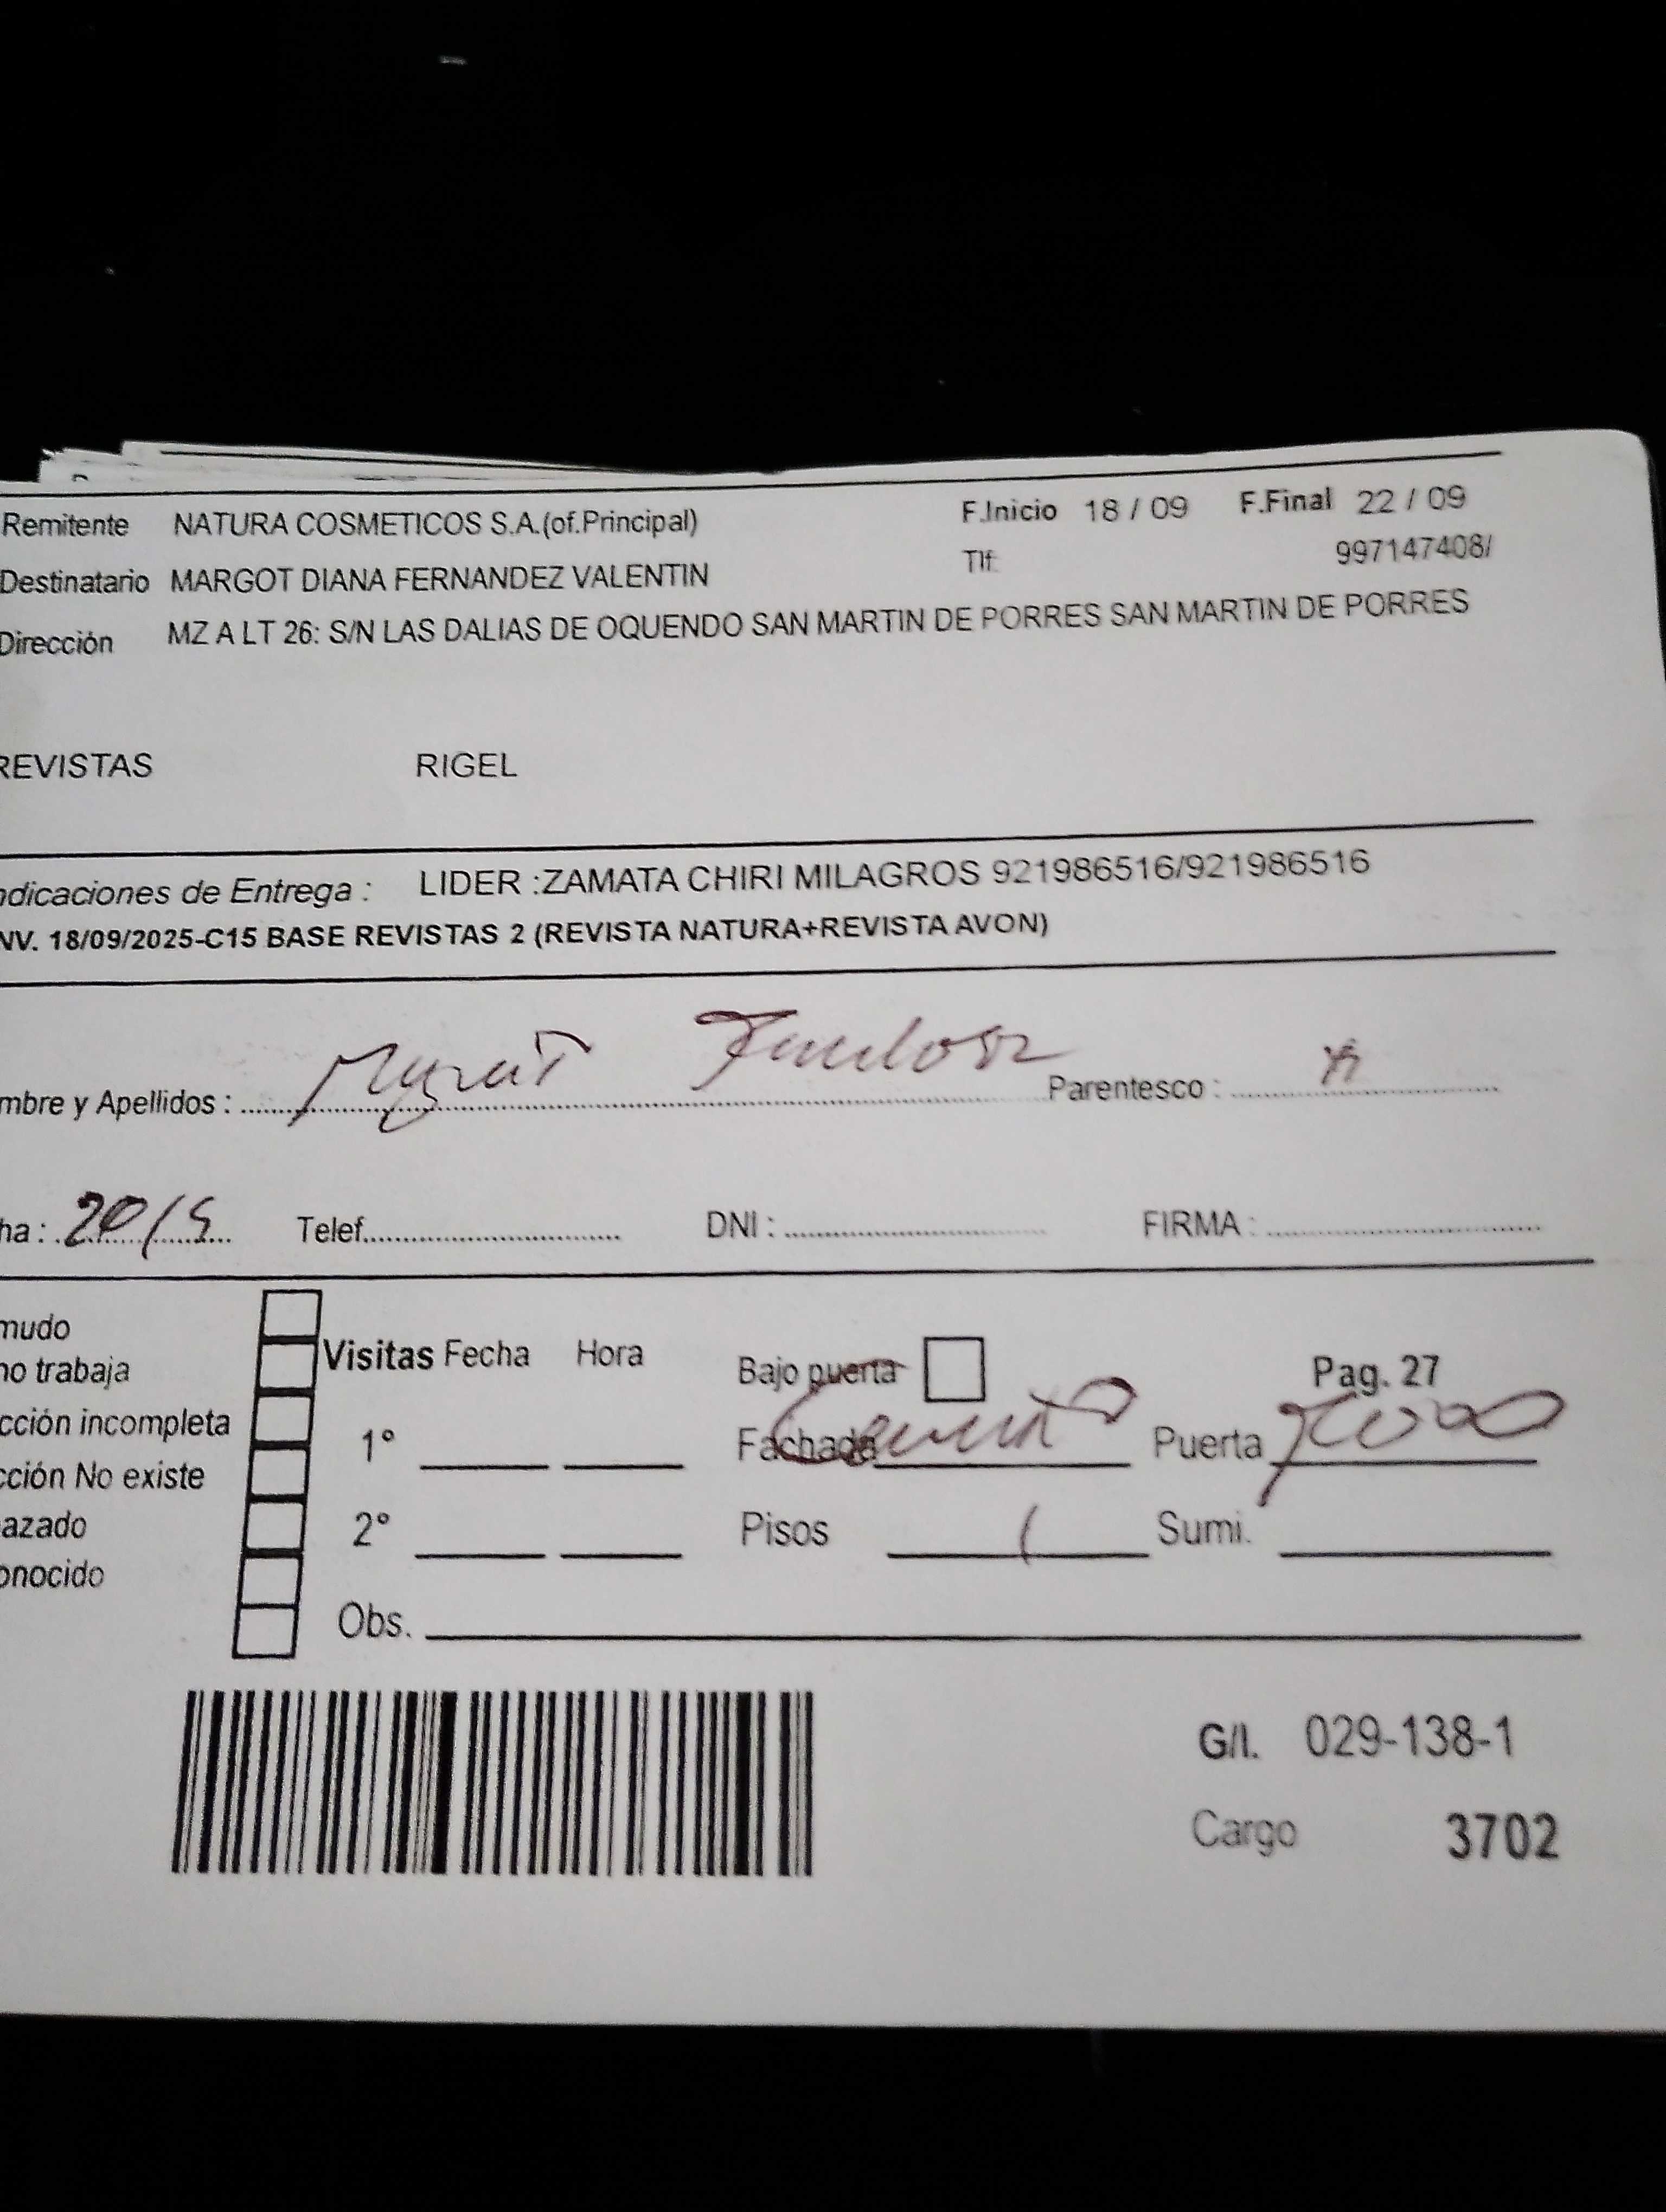 Remitente NATURA COSMETICOS S.A.(of.Principal) F.Inicio 18 / 09 F.Final 22 / 09
Destinatario MARGOT DIANA FERNANDEZ VALENTIN Tlf: 997147408/
Dirección MZ A LT 26: S/N LAS DALIAS DE OQUENDO SAN MARTIN DE PORRES SAN MARTIN DE PORRES
REVISTAS RIGEL
ndicaciones de Entrega : LIDER :ZAMATA CHIRI MILAGROS 921986516/921986516
NV. 18/09/2025-C15 BASE REVISTAS 2 (REVISTA NATURA+REVISTA AVON)
mbre y Apellidos : Parentesco :
ha : Telef. DNI : FIRMA :
mudo
no trabaja Visitas Fecha Hora Bajo puerta Pag. 27
cción incompleta 1° Fachada Puerta
cción No existe
azado 2° Pisos 1 Sumi.
onocido
Obs.
G/I. 029-138-1
Cargo 3702